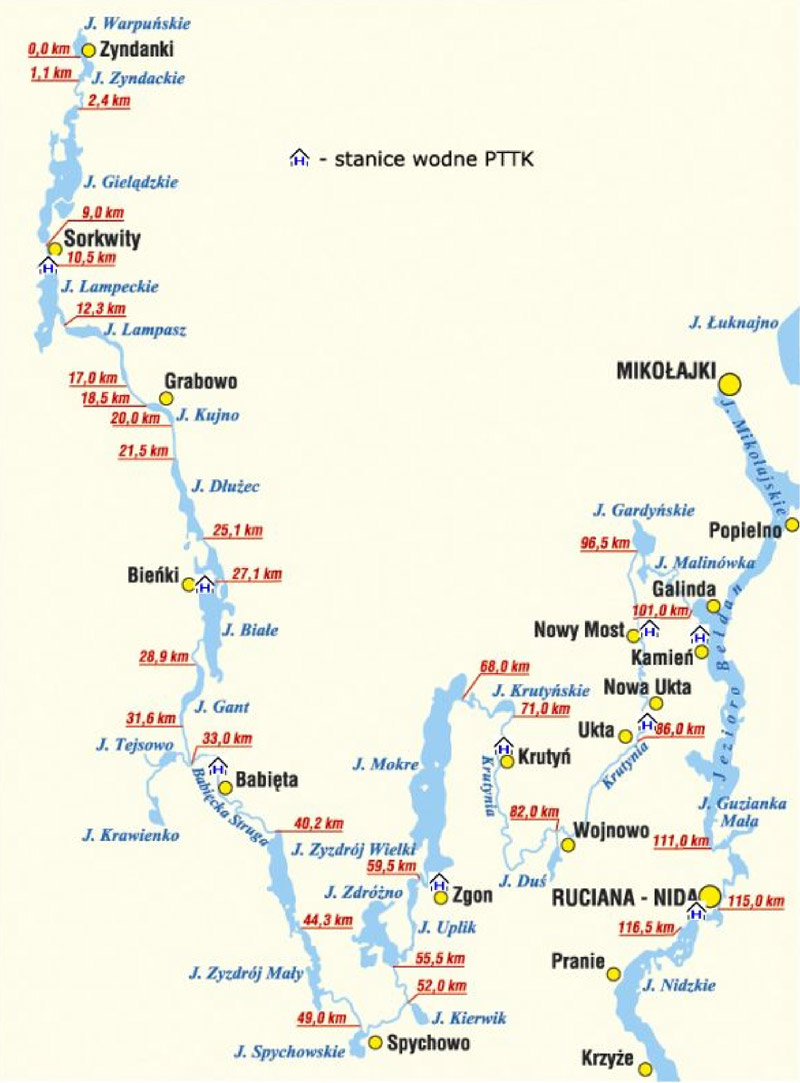 J. Warpuńskie
0,0 km
Zyndanki
1,1 km
J. Zyndackie
2,4 km
H - stanice wodne PTTK
J. Gielądzkie
9,0 km
Sorkwity
10,5 km
H
J. Lampeckie
12,3 km
J. Lampasz
17,0 km
Grabowo
18,5 km
20,0 km
J. Kujno
21,5 km
J. Dłużec
25,1 km
Bieńki
H
27,1 km
J. Białe
28,9 km
J. Gant
31,6 km
33,0 km
J. Tejsowo
H
Babięta
Babięcka Struga
J. Krawienko
40,2 km
J. Zyzdrój Wielki
44,3 km
J. Zyzdrój Mały
49,0 km
J. Spychowskie
Spychowo
J. Kierwik
52,0 km
55,5 km
J. Uplik
J. Zdróżno
59,5 km
H
Zgon
J. Mokre
68,0 km
J. Krutyńskie
71,0 km
H
Krutyń
Krutynia
82,0 km
J. Duś
Wojnowo
Krutynia
86,0 km
H
Ukta
Nowa Ukta
Nowy Most
H
96,5 km
J. Gardyńskie
J. Malinówka
101,0 km
Galinda
H
Kamień
J. Łuknajno
MIKOŁAJKI
J. Mikołajskie
Popielno
Jezioro Bełdan
J. Guzianka
Mała
111,0 km
RUCIANA - NIDA
H
115,0 km
116,5 km
Pranie
J. Nidzkie
Krzyże